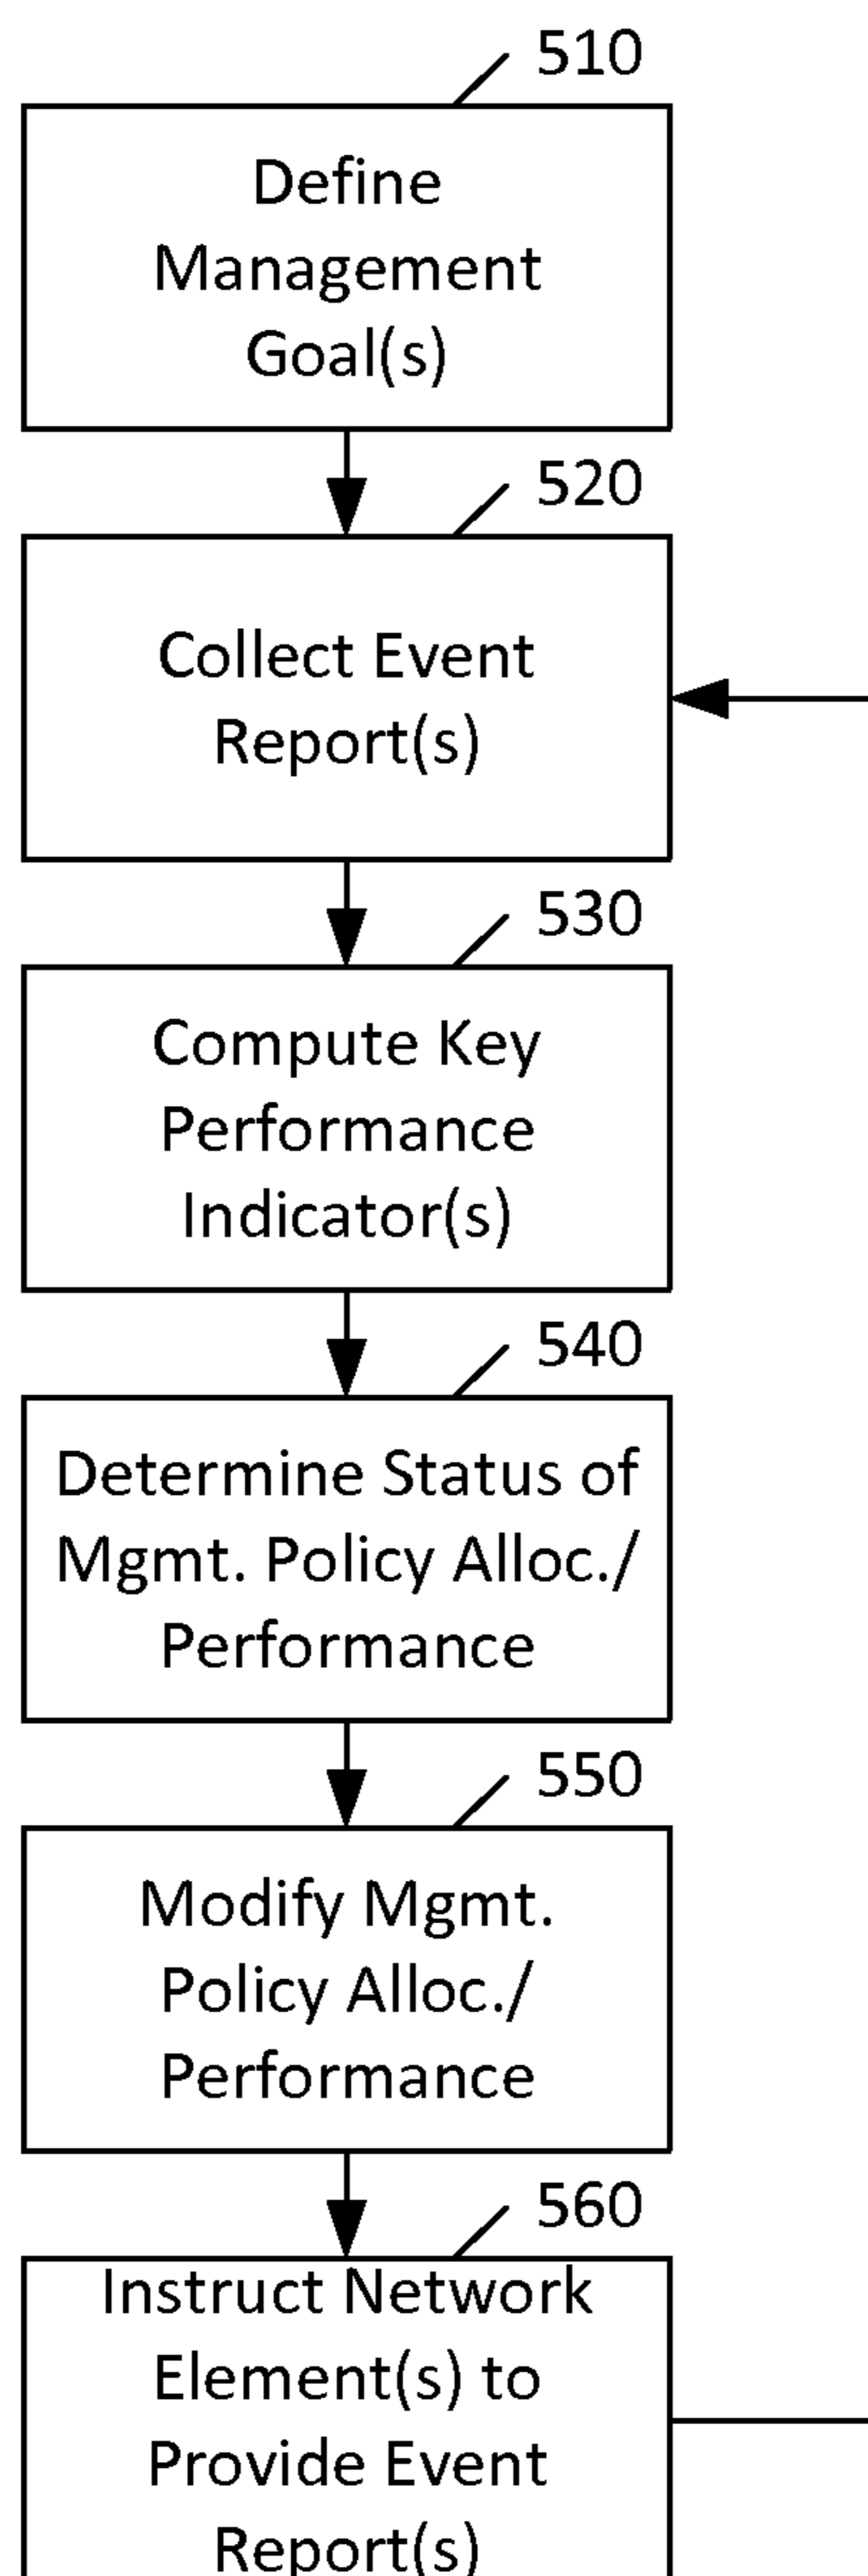 510
Define
Management
Goal(s)
520
Collect Event
Report(s)
530
Compute Key
Performance
Indicator(s)
540
Determine Status of
Mgmt. Policy Alloc./
Performance
550
Modify Mgmt.
Policy Alloc./
Performance
560
Instruct Network
Element(s) to
Provide Event
Report(s)